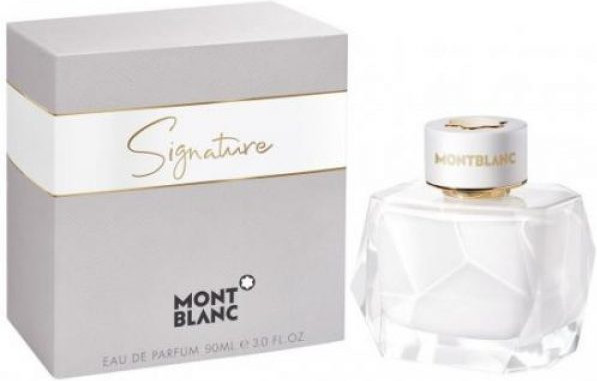 Signature
MONT
BLANC
EAU DE PARFUM 90ML ℮ 3.0 FL.OZ
MONTBLANC